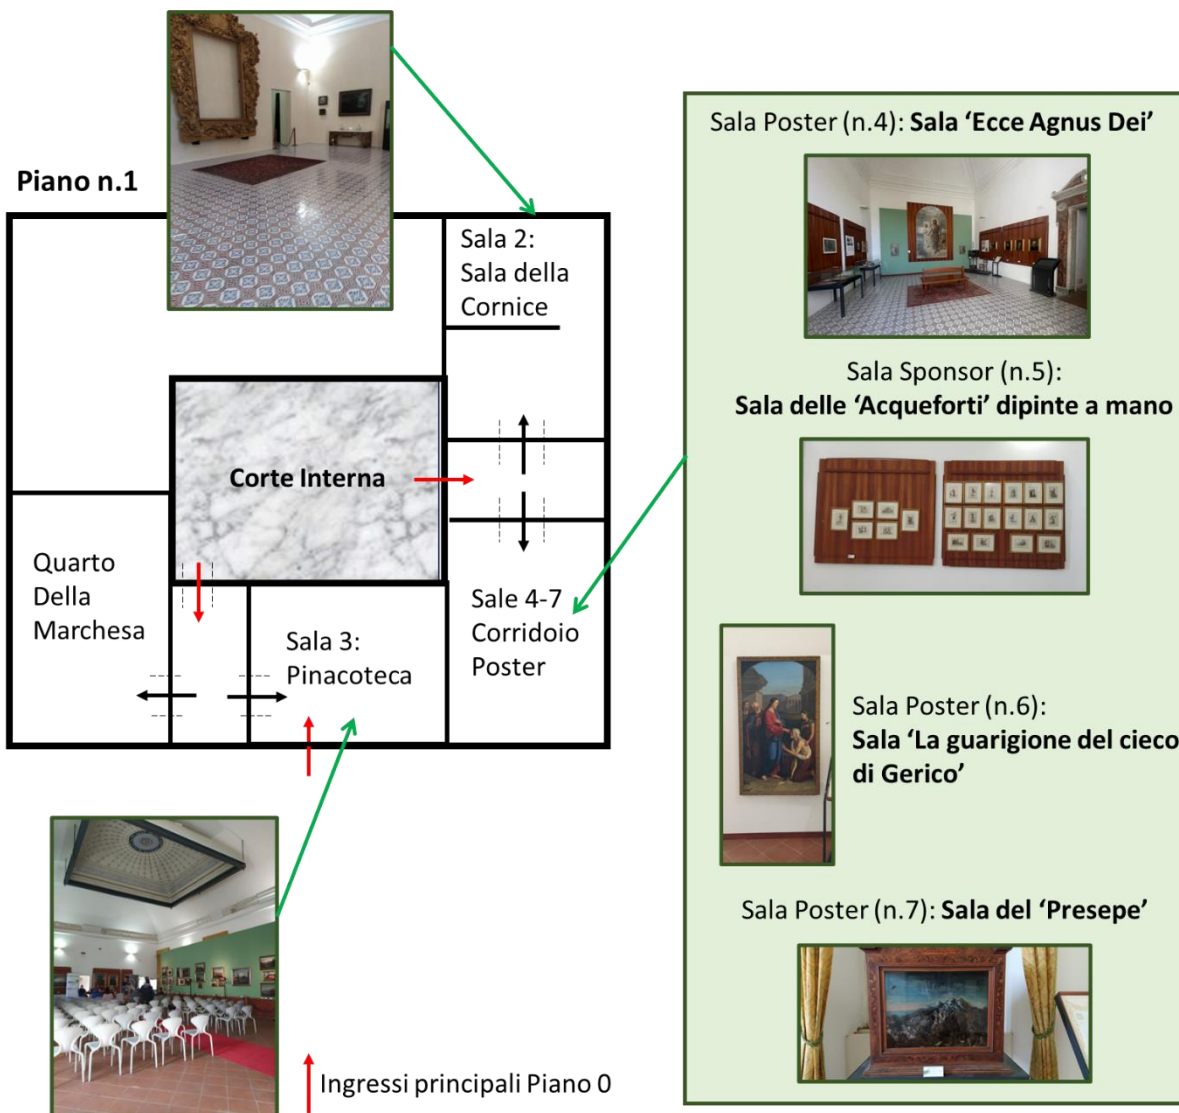 Piano n.1
Sala 2:
Sala della
Cornice
Corte Interna
Quarto
Della
Marchesa
Sala 3:
Pinacoteca
Sale 4-7
Corridoio
Poster
Ingressi principali Piano 0
Sala Poster (n.4): Sala ‘Ecce Agnus Dei’
Sala Sponsor (n.5):
Sala delle ‘Acqueforti’ dipinte a mano
Sala Poster (n.6):
Sala ‘La guarigione del cieco
di Gerico’
Sala Poster (n.7): Sala del ‘Presepe’